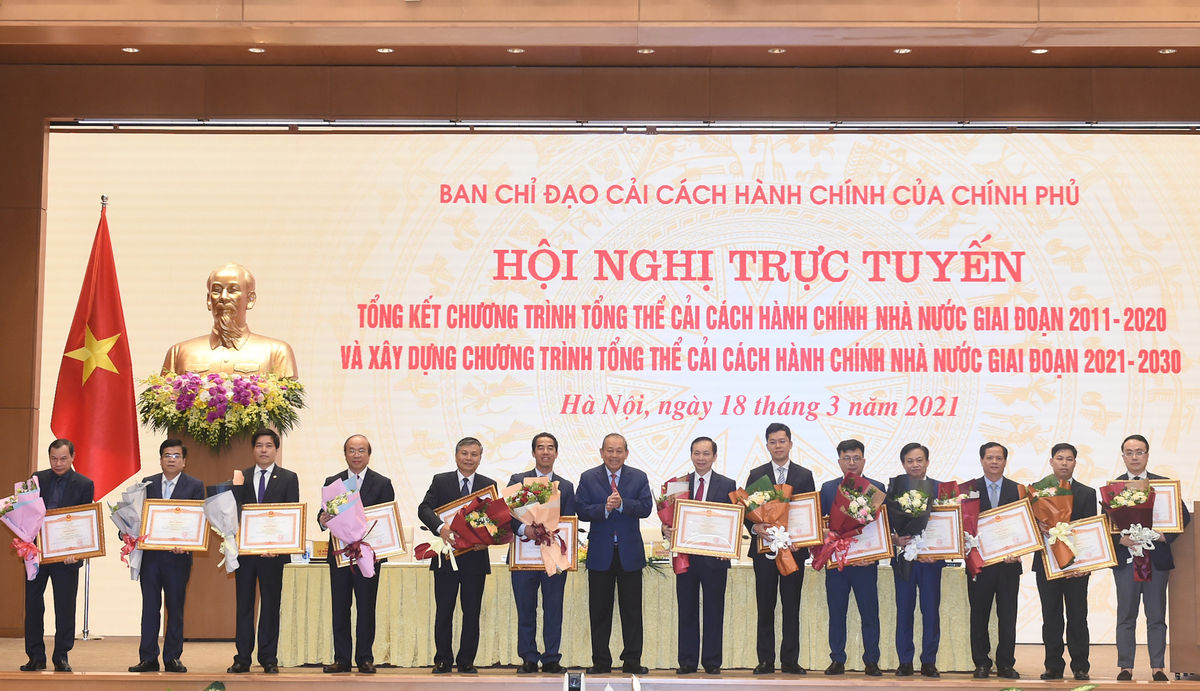 BAN CHỈ ĐẠO CẢI CÁCH HÀNH CHÍNH CỦA CHÍNH PHỦ
HỘI NGHỊ TRỰC TUYẾN
TỔNG KẾT CHƯƠNG TRÌNH TỔNG THỂ CẢI CÁCH HÀNH CHÍNH NHÀ NƯỚC GIAI ĐOẠN 2011-2020
VÀ XÂY DỰNG CHƯƠNG TRÌNH TỔNG THỂ CẢI CÁCH HÀNH CHÍNH NHÀ NƯỚC GIAI ĐOẠN 2021-2030
Hà Nội, ngày 18 tháng 3 năm 2021